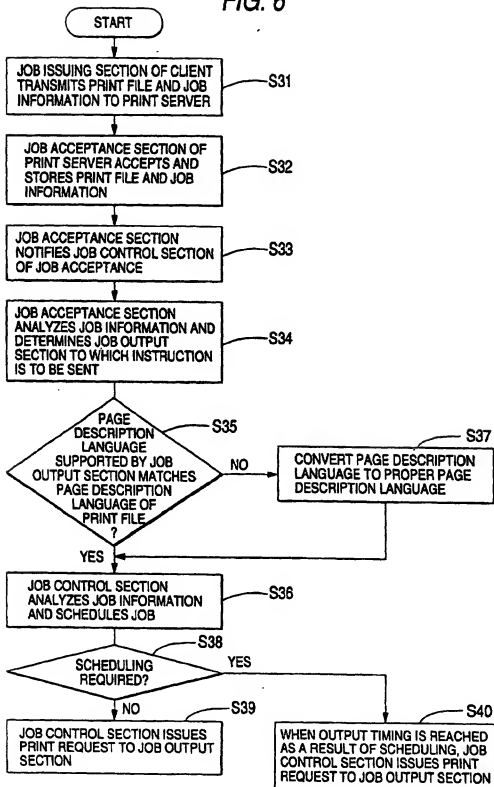 FIG. 6
START
JOB ISSUING SECTION OF CLIENT
TRANSMITS PRINT FILE AND JOB
INFORMATION TO PRINT SERVER
S31
JOB ACCEPTANCE SECTION OF
PRINT SERVER ACCEPTS AND
STORES PRINT FILE AND JOB
INFORMATION
S32
JOB ACCEPTANCE SECTION
NOTIFIES JOB CONTROL SECTION
OF JOB ACCEPTANCE
S33
JOB ACCEPTANCE SECTION
ANALYZES JOB INFORMATION AND
DETERMINES JOB OUTPUT
SECTION TO WHICH INSTRUCTION
IS TO BE SENT
S34
PAGE
DESCRIPTION
LANGUAGE
SUPPORTED BY JOB
OUTPUT SECTION MATCHES
PAGE DESCRIPTION
LANGUAGE OF
PRINT FILE
?
S35
NO
S37
CONVERT PAGE DESCRIPTION
LANGUAGE TO PROPER PAGE
DESCRIPTION LANGUAGE
YES
JOB CONTROL SECTION
ANALYZES JOB INFORMATION
AND SCHEDULES JOB
S36
S38
SCHEDULING
REQUIRED?
YES
NO
S39
JOB CONTROL SECTION ISSUES
PRINT REQUEST TO JOB OUTPUT
SECTION
S40
WHEN OUTPUT TIMING IS REACHED
AS A RESULT OF SCHEDULING, JOB
CONTROL SECTION ISSUES PRINT
REQUEST TO JOB OUTPUT SECTION